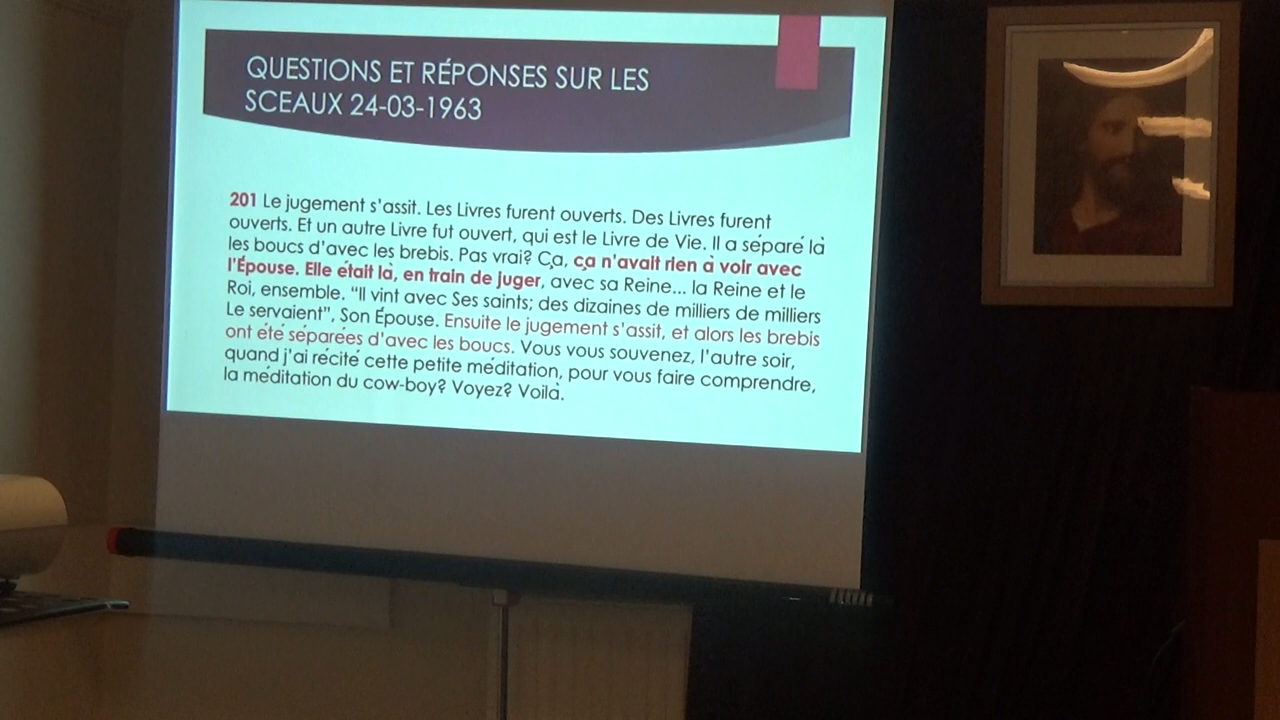 QUESTIONS ET RÉPONSES SUR LES
SCEAUX 24-03-1963
201 Le jugement s’assit. Les Livres furent ouverts. Des Livres furent
ouverts. Et un autre Livre fut ouvert, qui est le Livre de Vie. Il a séparé là
les boucs d’avec les brebis. Pas vrai? Ça, ça n’avait rien à voir avec
l’Épouse. Elle était là, en train de juger, avec sa Reine... la Reine et le
Roi, ensemble. “Il vint avec Ses saints; des dizaines de milliers de milliers
Le servaient”, Son Épouse. Ensuite le jugement s’assit, et alors les brebis
ont été séparées d’avec les boucs. Vous vous souvenez, l’autre soir,
quand j’ai récité cette petite méditation, pour vous faire comprendre,
la méditation du cow-boy? Voyez? Voilà.